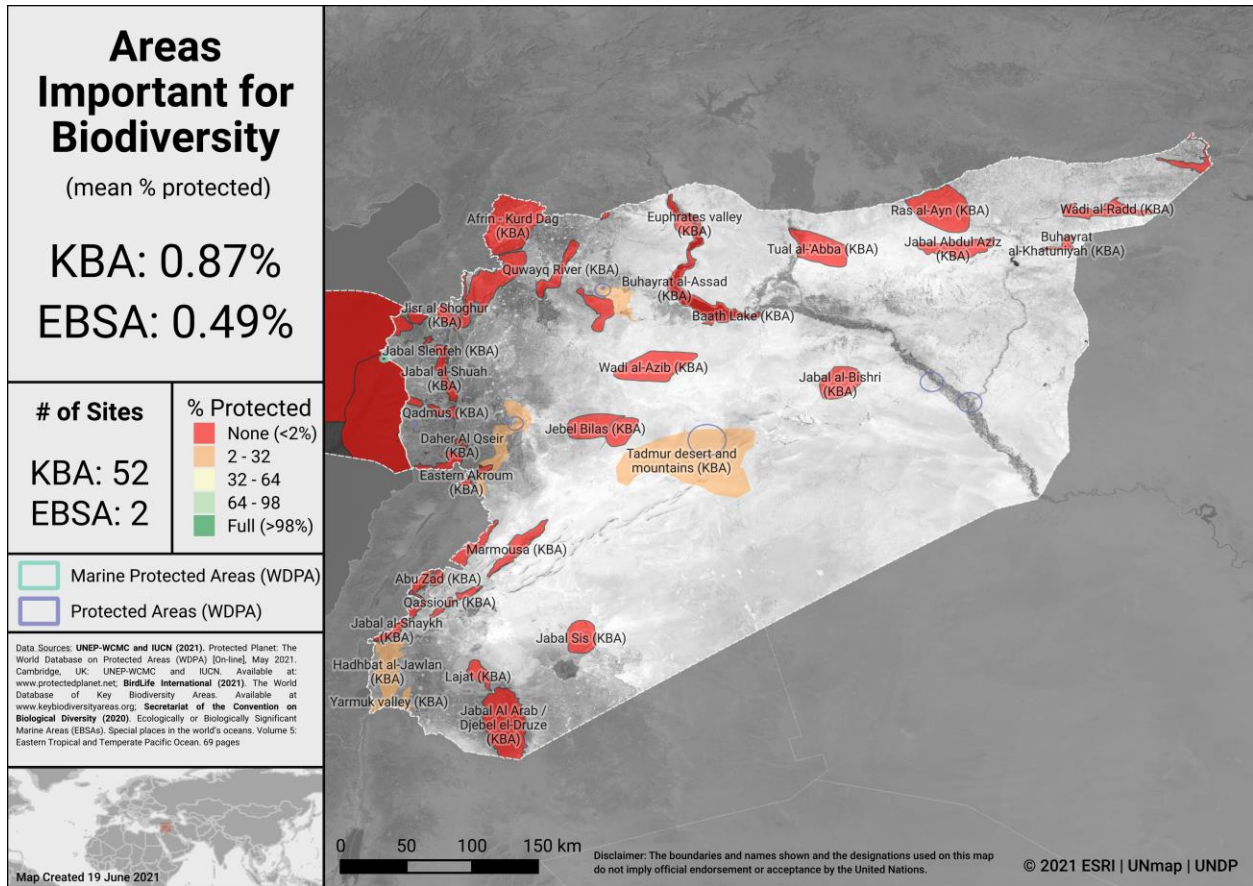 Areas
Important for
Biodiversity
(mean % protected)
KBA: 0.87%
EBSA: 0.49%
# of Sites
KBA: 52
EBSA: 2
% Protected
None (<2%)
2 - 32
32 - 64
64 - 98
Full (>98%)
Marine Protected Areas (WDPA)
Protected Areas (WDPA)
Data Sources: UNEP-WCMC and IUCN (2021). Protected Planet: The
World Database on Protected Areas (WDPA) [On-line], May 2021.
Cambridge, UK: UNEP-WCMC and IUCN. Available at:
www.protectedplanet.net; BirdLife International (2021). The World
Database of Key Biodiversity Areas. Available at
www.keybiodiversityareas.org; Secretariat of the Convention on
Biological Diversity (2020). Ecologically or Biologically Significant
Marine Areas (EBSAs). Special places in the world's oceans. Volume 5:
Eastern Tropical and Temperate Pacific Ocean. 69 pages
Map Created 19 June 2021
Afrin - Kurd Dag
(KBA)
Euphrates valley
(KBA)
Ras al-Ayn (KBA)
Wādi al-Radd (KBA)
Tual al-'Abba (KBA)
Jabal Abdul Aziz
(KBA)
Buhayrat
al-Khatuniyah (KBA)
Quwayq River (KBA)
Buhayrat al-Assad
(KBA)
Baath Lake (KBA)
Jisr al Shoghur
(KBA)
Jabal Slenfeh (KBA)
Jabal al-Shuah
(KBA)
Wadi al-Azib (KBA)
Jabal al-Bishri
(KBA)
Qadmus (KBA)
Jebel Bilas (KBA)
Daher Al Qseir
(KBA)
Tadmur desert and
mountains (KBA)
Eastern Akroum
(KBA)
Marmousa (KBA)
Abu Zad (KBA)
Qassioun (KBA)
Jabal al-Shaykh
(KBA)
Jabal Sis (KBA)
Hadhbat al-Jawlan
(KBA)
Lajat (KBA)
Yarmuk valley (KBA)
Jabal Al Arab /
Djebel el-Druze
(KBA)
0 50 100 150 km
Disclaimer: The boundaries and names shown and the designations used on this map
do not imply official endorsement or acceptance by the United Nations.
© 2021 ESRI | UNmap | UNDP